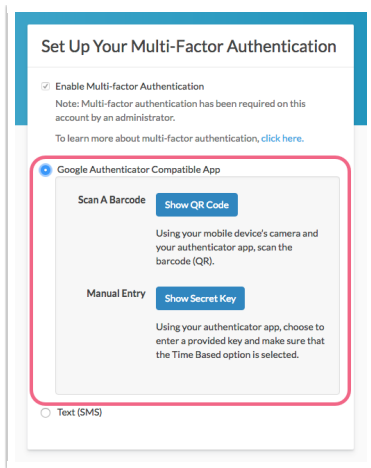 Set Up Your Multi-Factor Authentication
Enable Multi-factor Authentication
Note: Multi-factor authentication has been required on this
account by an administrator.
To learn more about multi-factor authentication, click here.
Google Authenticator Compatible App
Scan A Barcode
Show QR Code
Using your mobile device's camera and
your authenticator app, scan the
barcode (QR).
Manual Entry
Show Secret Key
Using your authenticator app, choose to
enter a provided key and make sure that
the Time Based option is selected.
Text (SMS)